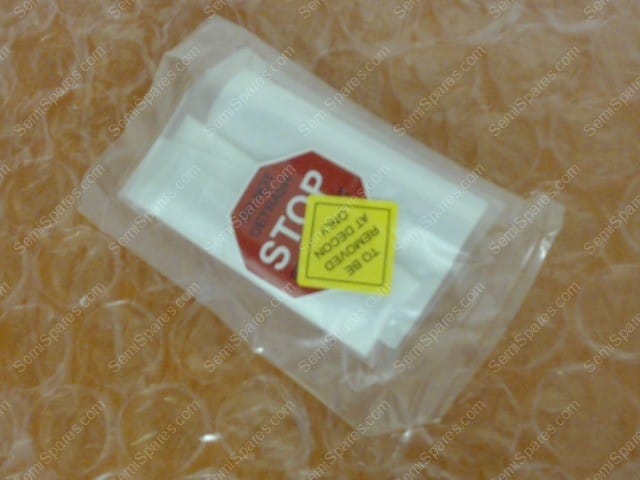 STOP
TO BE
REMOVED
AT DECON
ONLY
SemiSpares.com